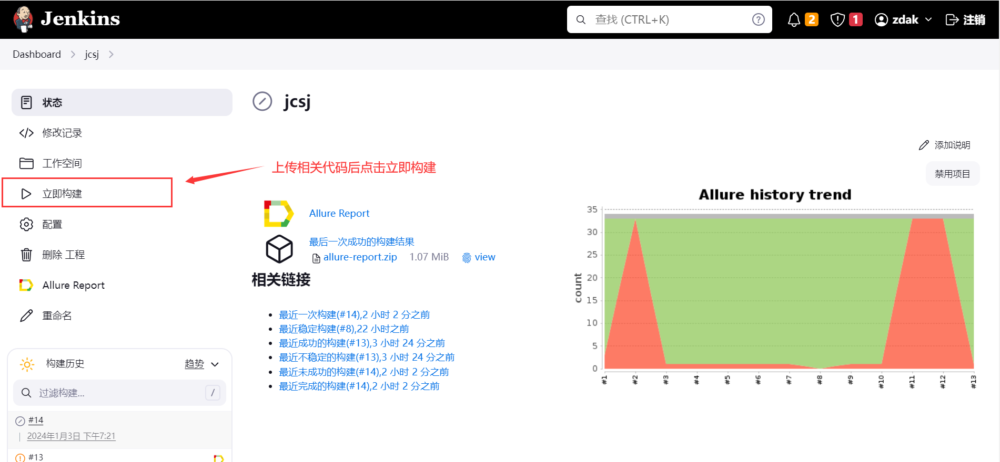 Jenkins
查找 (CTRL+K)
2
1
zdak
注销
Dashboard
jcsj
状态
修改记录
工作空间
立即构建
配置
删除 工程
Allure Report
重命名
构建历史
趋势
过滤构建...
/
#14
2024年1月3日 下午7:21
#13
jcsj
添加说明
上传相关代码后点击立即构建
禁用项目
Allure Report
最后一次成功的构建结果
allure-report.zip 1.07 MiB view
相关链接
最近一次构建(#14),2 小时 2 分之前
最近稳定构建(#8),22 小时之前
最近成功的构建(#13),3 小时 24 分之前
最近不稳定的构建(#13),3 小时 24 分之前
最近未成功的构建(#14),2 小时 2 分之前
最近完成的构建(#14),2 小时 2 分之前
Allure history trend
35
30
25
20
15
10
5
0
count
#1 #2 #3 #4 #5 #6 #7 #8 #9 #10 #11 #12 #13